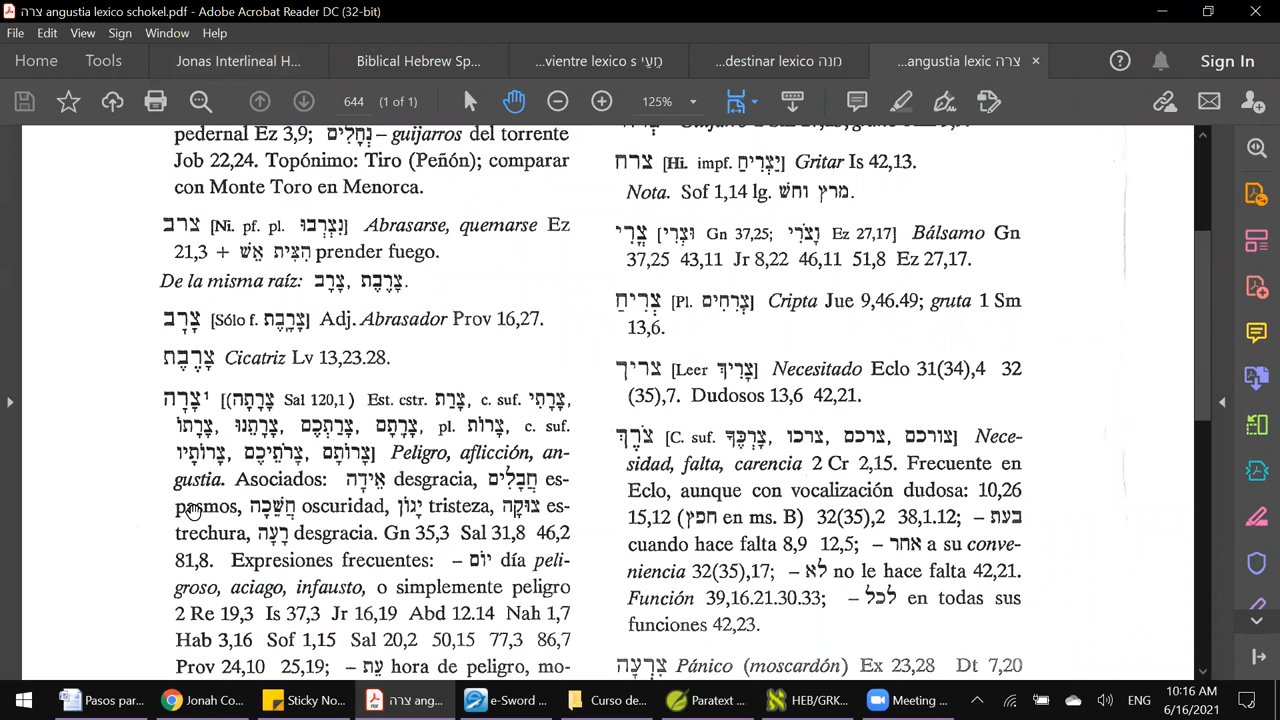 צרה angustia lexico schokel.pdf - Adobe Acrobat Reader DC (32-bit)
File Edit View Sign Window Help
Home Tools Jonas Interlineal H... Biblical Hebrew Sp... ...vientre lexico s מְעִי ...destinar lexico מנה ...angustia lexic צרה × Sign In
644 (1 of 1) 125%
pedernal Ez 3,9; נְחָלִים – guijarros del torrente
Job 22,24. Topónimo: Tiro (Peñón); comparar
con Monte Toro en Menorca.
צרב [Ni. pf. pl. נִצְרְבוּ] Abrasarse, quemarse Ez
21,3 + הִצִּית אֵשׁ prender fuego.
De la misma raíz: צָרָב, צָרֶבֶת.
צָרָב [Sólo f. צָרָבֶת] Adj. Abrasador Prov 16,27.
צָרֶבֶת Cicatriz Lv 13,23.28.
צָרָה י [(צָרָתָה Sal 120,1) Est. cstr. צָרַת, c. suf. צָרָתִי,
צָרָתוֹ, צָרָתֵנוּ, צָרַתְכֶם, צָרָתָם, pl. צָרוֹת, c. suf.
צָרוֹתָיו, צָרֹתֵיכֶם, צָרוֹתָם] Peligro, aflicción, an-
gustia. Asociados: אֵידָה desgracia, חֲבָלִים es-
pasmos, חֲשֵׁכָה oscuridad, יָגוֹן tristeza, צוּקָה es-
trechura, רָעָה desgracia. Gn 35,3 Sal 31,8 46,2
81,8. Expresiones frecuentes: – יוֹם día peli-
groso, aciago, infausto, o simplemente peligro
2 Re 19,3 Is 37,3 Jr 16,19 Abd 12.14 Nah 1,7
Hab 3,16 Sof 1,15 Sal 20,2 50,15 77,3 86,7
Prov 24,10 25,19; – עֵת hora de peligro, mo-
צרח [Hi. impf. יַצְרִיחַ] Gritar Is 42,13.
Nota. Sof 1,14 lg. מרץ וחש.
צֳרִי [וּצְרִי Gn 37,25; וָצֹרִי Ez 27,17] Bálsamo Gn
37,25 43,11 Jr 8,22 46,11 51,8 Ez 27,17.
צְרִיחַ [Pl. צְרִחִים] Cripta Jue 9,46.49; gruta 1 Sm
13,6.
צריך [Leer צָרִיךְ] Necesitado Eclo 31(34),4 32
(35),7. Dudosos 13,6 42,21.
צֹרֶךְ [C. suf. צָרְכֶּךָ, צרכו, צרכם, צורכם] Nece-
sidad, falta, carencia 2 Cr 2,15. Frecuente en
Eclo, aunque con vocalización dudosa: 10,26
15,12 (חפץ en ms. B) 32(35),2 38,1.12; – בעת
cuando hace falta 8,9 12,5; – אחר a su conve-
niencia 32(35),17; – לא no le hace falta 42,21.
Función 39,16.21.30.33; – לכל en todas sus
funciones 42,23.
צִרְעָה Pánico (moscardón) Ex 23,28 Dt 7,20
Pasos par... Jonah Co... Sticky No... צרה ang... e-Sword ... Curso de... Paratext ... HEB/GRK... Meeting ... ENG 10:16 AM
6/16/2021